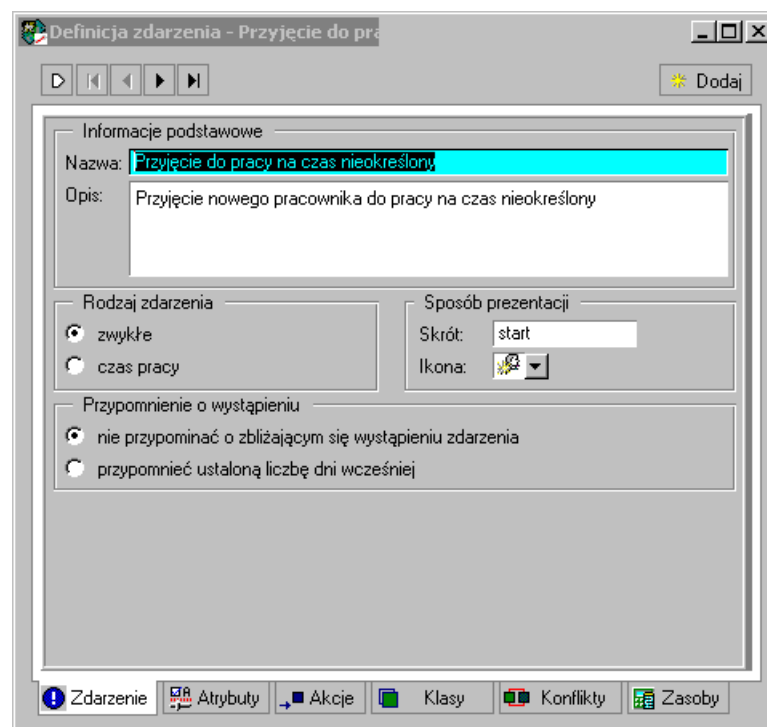 Definicja zdarzenia - Przyjęcie do pra
Dodaj
Informacje podstawowe
Nazwa: Przyjęcie do pracy na czas nieokreślony
Opis: Przyjęcie nowego pracownika do pracy na czas nieokreślony
Rodzaj zdarzenia
zwykłe
czas pracy
Sposób prezentacji
Skrót: start
Ikona:
Przypomnienie o wystąpieniu
nie przypominać o zbliżającym się wystąpieniu zdarzenia
przypomnieć ustaloną liczbę dni wcześniej
Zdarzenie Atrybuty Akcje Klasy Konflikty Zasoby